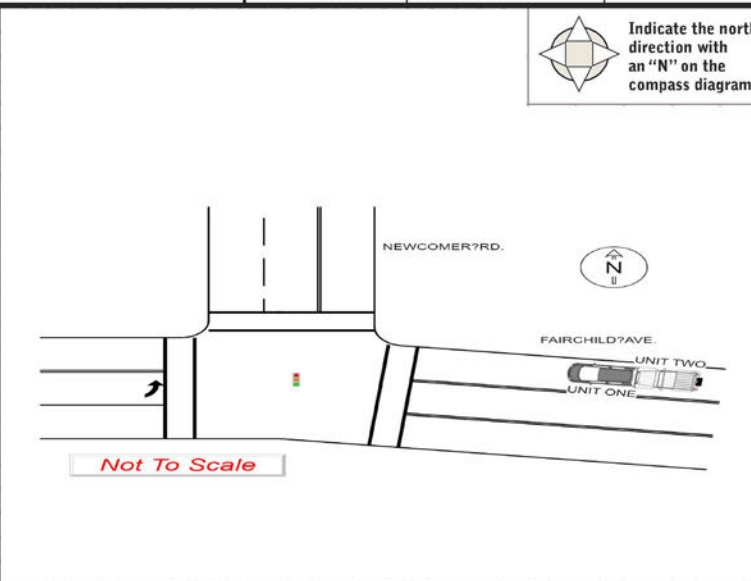 Indicate the north
direction with
an “N” on the
compass diagram
NEWCOMER?RD.
N
FAIRCHILD?AVE.
UNIT TWO
UNIT ONE
Not To Scale